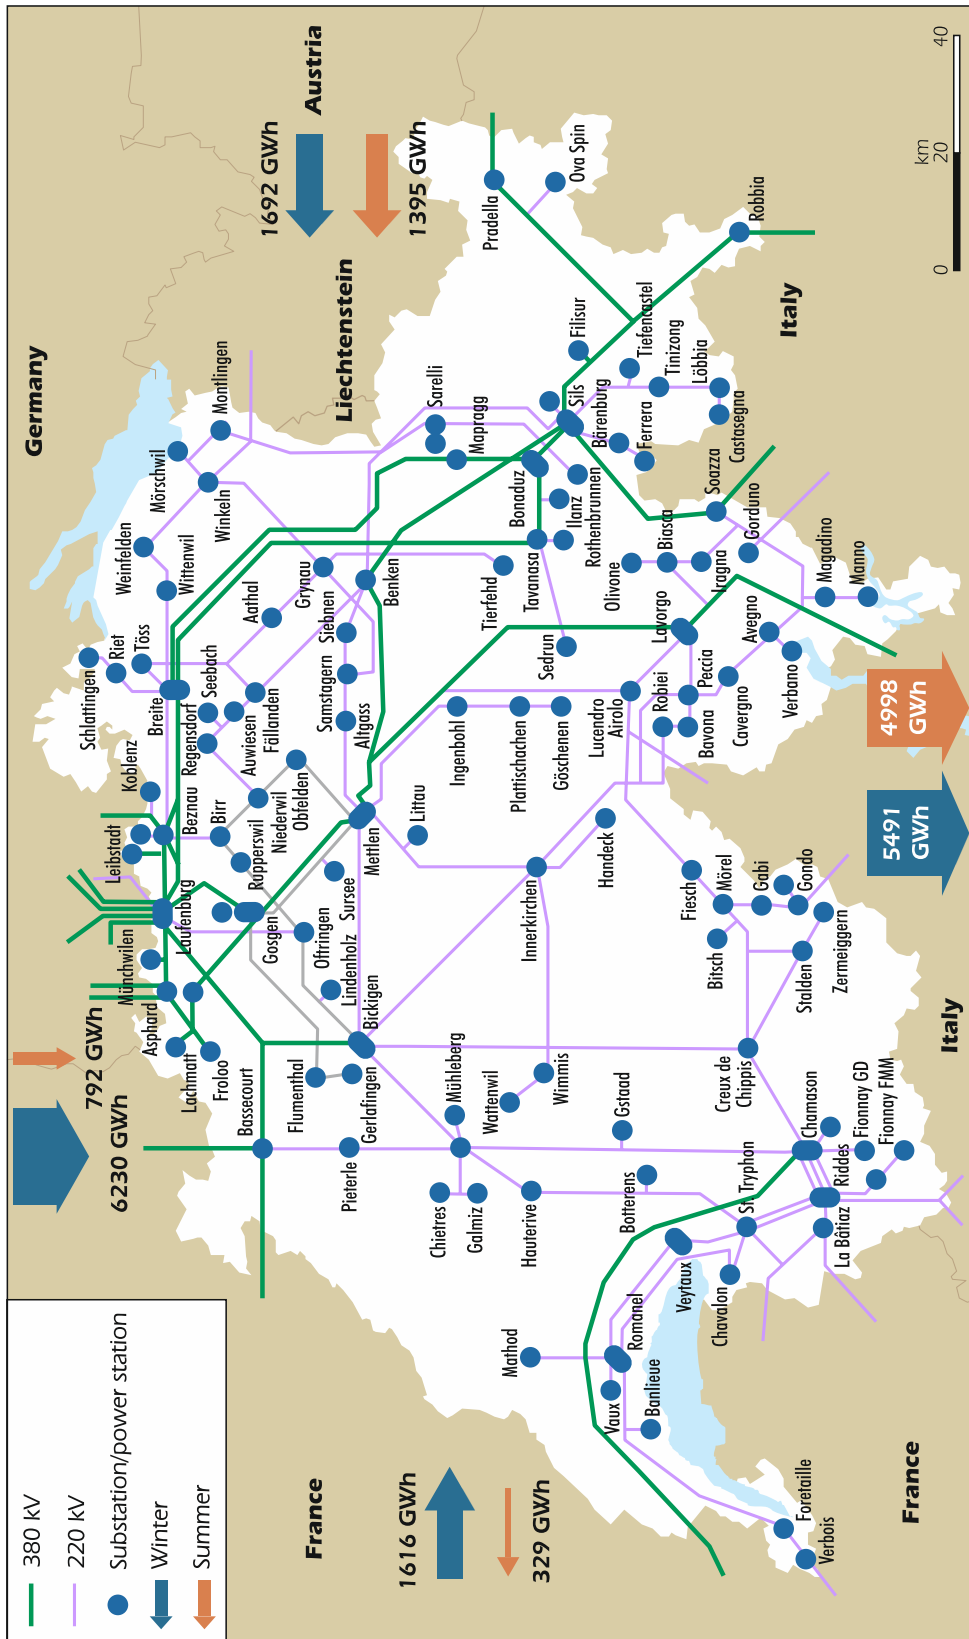 380 kV
220 kV
Substation/power station
Winter
Summer
Germany
Austria
Liechtenstein
Italy
Italy
France
France
1692 GWh
1395 GWh
792 GWh
6230 GWh
1616 GWh
329 GWh
5491
GWh
4998
GWh
km
0
20
40
Schlattingen
Riet
Töss
Weinfelden
Wittenwil
Mörschwil
Montlingen
Winkeln
Koblenz
Breite
Seebach
Regensdorf
Auwiesen
Fällanden
Aathal
Grynau
Siebnen
Samstagern
Altgass
Benken
Leibstadt
Beznau
Birr
Rupperswil
Niederwil
Obfelden
Laufenburg
Münchwilen
Asphard
Lachmatt
Froloo
Bassecourt
Gosgen
Oftringen
Sursee
Lindenholz
Mettlen
Littau
Bickigen
Flumenthal
Gerlafingen
Pieterle
Mühleberg
Chietres
Galmiz
Hauterive
Wattenwil
Wimmis
Gstaad
Botterens
Innerkirchen
Handeck
Ingenbohl
Plattischachen
Göschenen
Tierfehd
Tavanasa
Sedrun
Sarelli
Mapragg
Bonaduz
Ilanz
Rothenbrunnen
Sils
Bärenburg
Ferrera
Filisur
Tiefencastel
Tinizong
Löbbia
Castasegna
Pradella
Ova Spin
Robbia
Soazza
Gorduno
Olivone
Biasca
Iragna
Lavorgo
Magadino
Manno
Avegno
Verbano
Peccia
Cavergno
Robiei
Bavona
Lucendro
Airolo
Fiesch
Mörel
Bitsch
Gabi
Gondo
Stalden
Zermeiggern
Creux de
Chippis
Chamason
Riddes
Fionnay GD
Fionnay FMM
St. Tryphon
La Bâtiaz
Chavalon
Veytaux
Romanel
Mathod
Vaux
Banlieue
Foretaille
Verbois